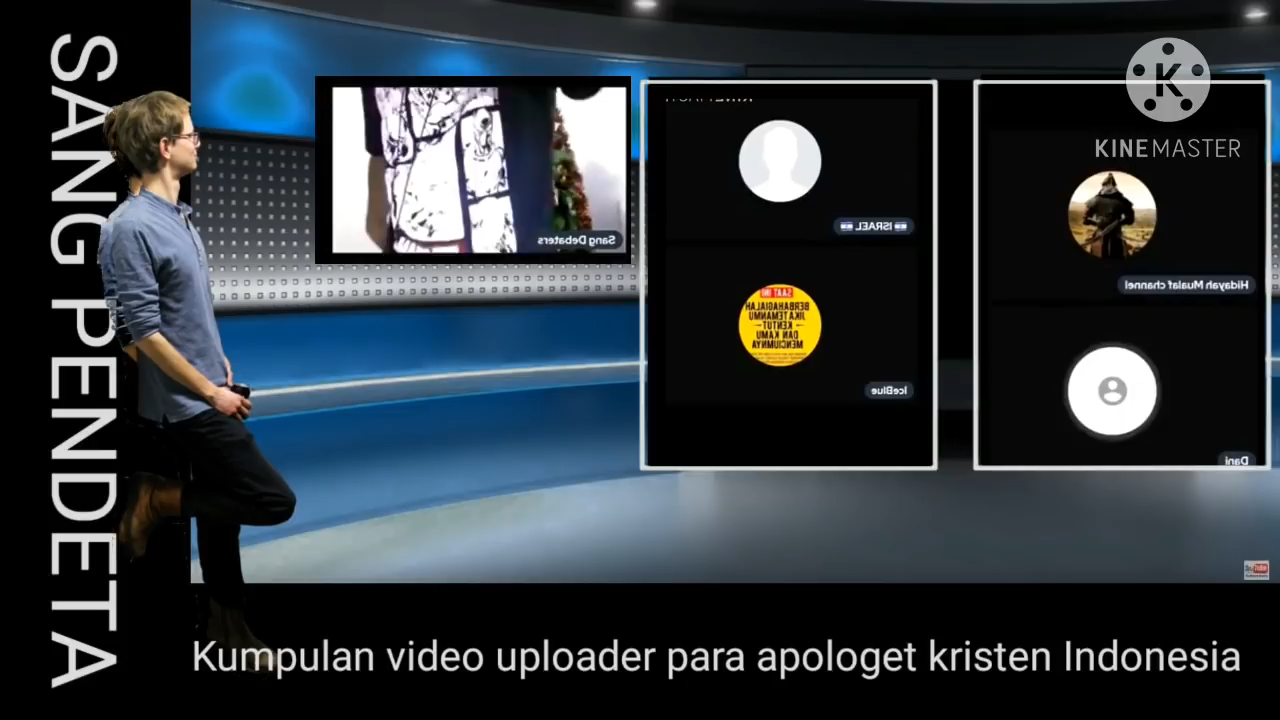 SANG PENDETA
KINEMASTER
Sang Debaters
ISRAEL
SAAT INI
BERBAHAGIALAH
JIKA TEMANMU
KENTUT
DAN KAMU
MENCIUMNYA
IceBlue
Hidayah Mualaf channel
Dani
Kumpulan video uploader para apologet kristen Indonesia